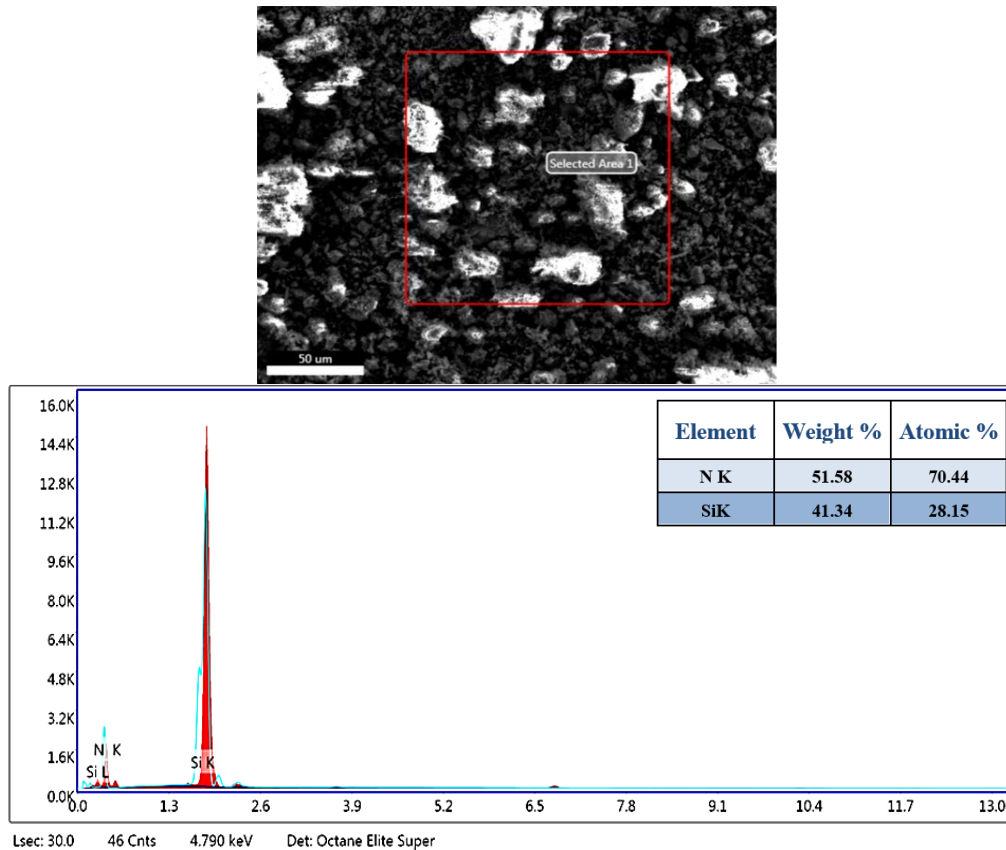 Selected Area 1
50 um
Element Weight % Atomic %
N K 51.58 70.44
SiK 41.34 28.15
16.0K
14.4K
12.8K
11.2K
9.6K
8.0K
6.4K
4.8K
3.2K
1.6K
0.0K
N K
Si L
Si K
0.0 1.3 2.6 3.9 5.2 6.5 7.8 9.1 10.4 11.7 13.0
Lsec: 30.0 46 Cnts 4.790 keV Det: Octane Elite Super